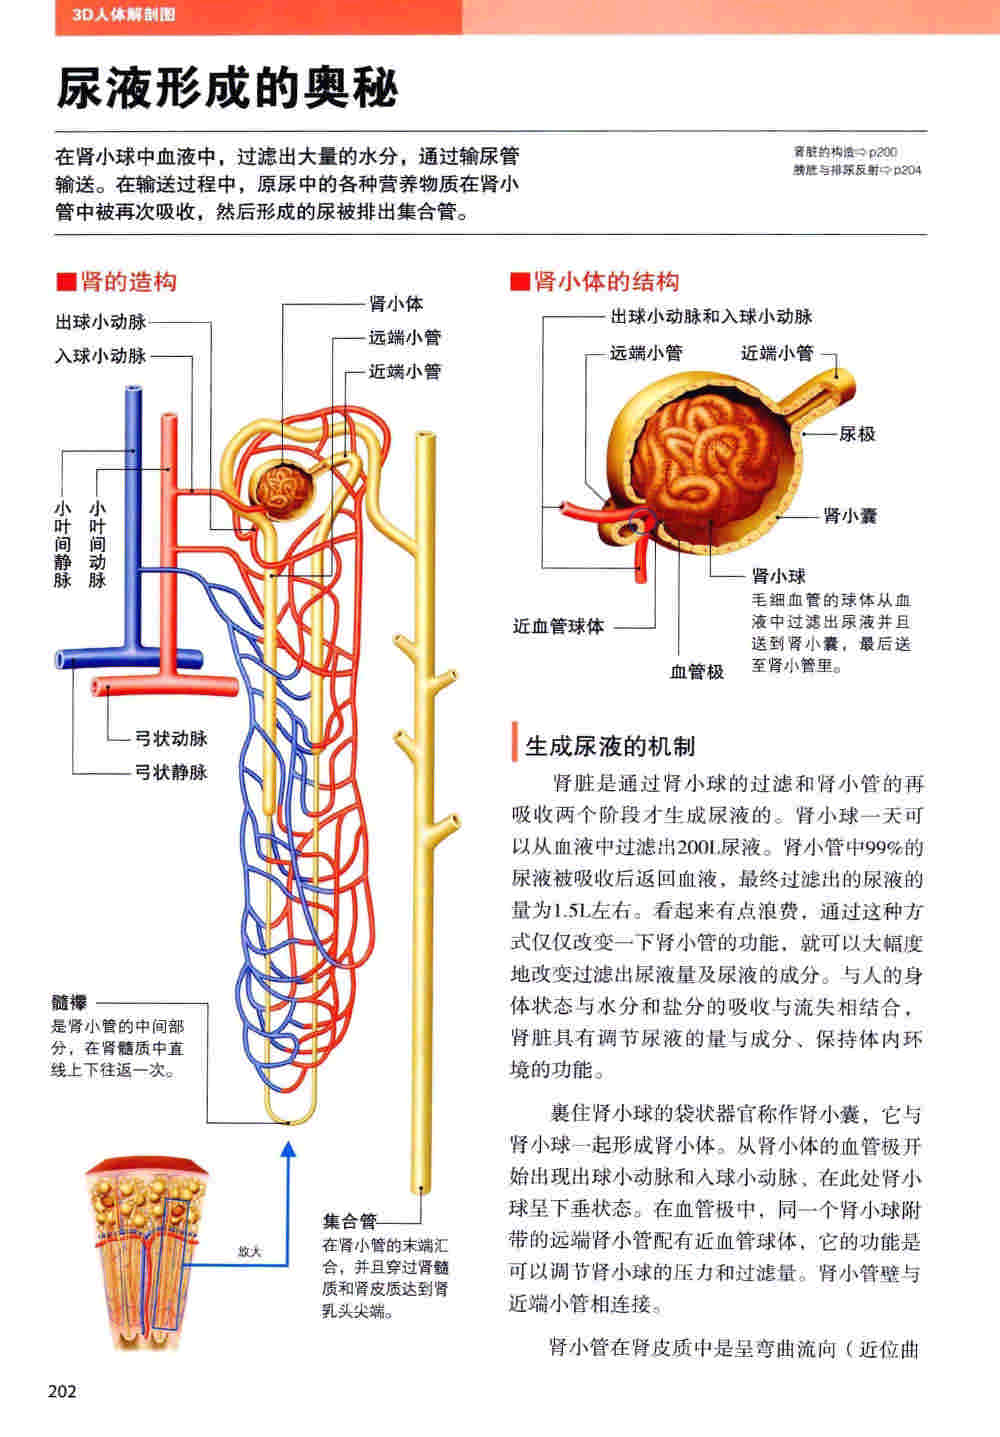 3D人体解剖图
尿液形成的奥秘
在肾小球中血液中，过滤出大量的水分，通过输尿管
输送。在输送过程中，原尿中的各种营养物质在肾小
管中被再次吸收，然后形成的尿被排出集合管。
肾脏的构造⇨p200
膀胱与排尿反射⇨p204
■肾的造构
出球小动脉
入球小动脉
肾小体
远端小管
近端小管
小叶间静脉
小叶间动脉
弓状动脉
弓状静脉
髓襻
是肾小管的中间部
分，在肾髓质中直
线上下往返一次。
放大
集合管
在肾小管的末端汇
合，并且穿过肾髓
质和肾皮质达到肾
乳头尖端。
■肾小体的结构
出球小动脉和入球小动脉
远端小管
近端小管
尿极
肾小囊
肾小球
毛细血管的球体从血
液中过滤出尿液并且
送到肾小囊，最后送
至肾小管里。
近血管球体
血管极
生成尿液的机制
肾脏是通过肾小球的过滤和肾小管的再
吸收两个阶段才生成尿液的。肾小球一天可
以从血液中过滤出200L尿液。肾小管中99%的
尿液被吸收后返回血液，最终过滤出的尿液的
量为1.5L左右。看起来有点浪费，通过这种方
式仅仅改变一下肾小管的功能，就可以大幅度
地改变过滤出尿液量及尿液的成分。与人的身
体状态与水分和盐分的吸收与流失相结合，
肾脏具有调节尿液的量与成分、保持体内环
境的功能。
裹住肾小球的袋状器官称作肾小囊，它与
肾小球一起形成肾小体。从肾小体的血管极开
始出现出球小动脉和入球小动脉，在此处肾小
球呈下垂状态。在血管极中，同一个肾小球附
带的远端肾小管配有近血管球体，它的功能是
可以调节肾小球的压力和过滤量。肾小管壁与
近端小管相连接。
肾小管在肾皮质中是呈弯曲流向（近位曲
202